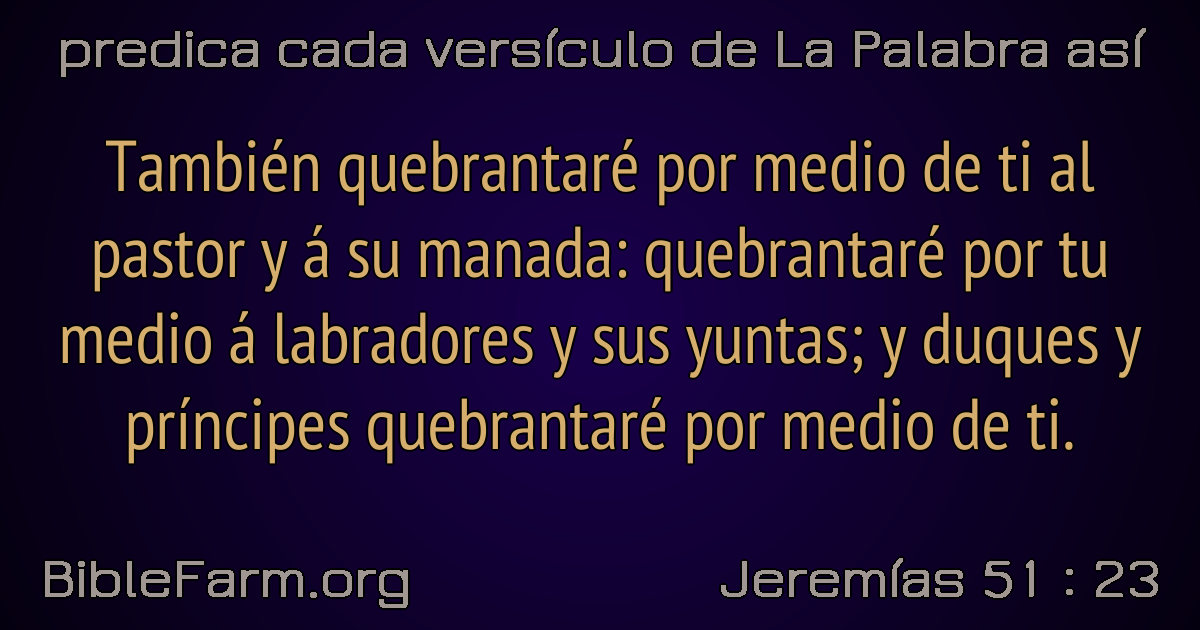 predica cada versículo de La Palabra así
También quebrantaré por medio de ti al
pastor y á su manada: quebrantaré por tu
medio á labradores y sus yuntas; y duques y
príncipes quebrantaré por medio de ti.
BibleFarm.org
Jeremías 51 : 23